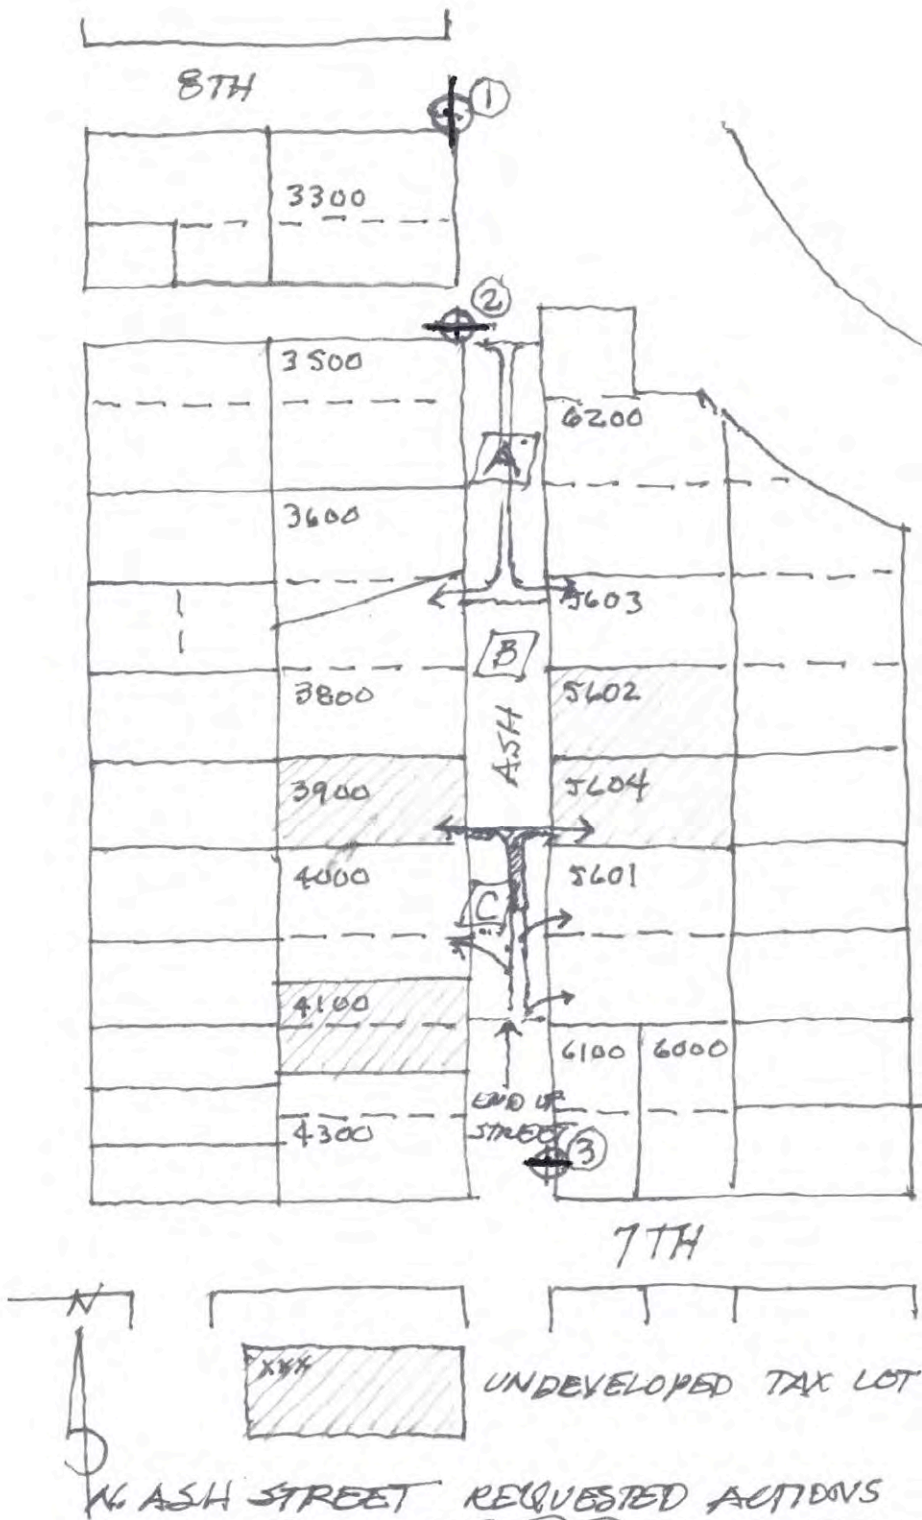 8TH
1
3300
2
3500
6200
A
3600
5603
B
3800
5602
ASH
3900
5604
4000
5601
C
4100
6100 6000
END OF
STREET
4300
3
7TH
N
XXX
UNDEVELOPED TAX LOT
N. ASH STREET REQUESTED ACTIONS